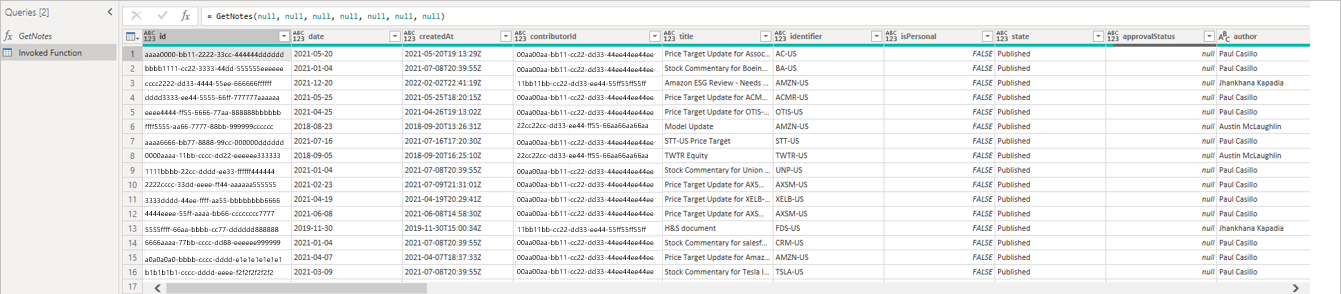 Queries [2]
= GetNotes(null, null, null, null, null, null, null)
GetNotes
Invoked Function
ABC 123 id ABC 123 date ABC 123 createdAt ABC 123 contributorId ABC 123 title ABC 123 identifier ABC 123 isPersonal ABC 123 state ABC 123 approvalStatus ABC author
1 aaaa0000-bb11-2222-33cc-444444dddddd 2021-05-20 2021-05-20T19:13:29Z 00aa00aa-bb11-cc22-dd33-44ee44ee44ee Price Target Update for Assoc... AC-US FALSE Published null Paul Casillo
2 bbbb1111-cc22-3333-44dd-555555eeeeee 2021-01-04 2021-07-08T20:39:55Z 00aa00aa-bb11-cc22-dd33-44ee44ee44ee Stock Commentary for Boein... BA-US FALSE Published null Paul Casillo
3 cccc2222-dd33-4444-55ee-666666ffffff 2021-12-20 2022-02-02T22:41:19Z 11bb11bb-cc22-dd33-ee44-55ff55ff55ff Amazon ESG Review - Needs ... AMZN-US FALSE Published null Jhankhana Kapadia
4 dddd3333-ee44-5555-66ff-777777aaaaaa 2021-05-25 2021-05-25T18:20:15Z 00aa00aa-bb11-cc22-dd33-44ee44ee44ee Price Target Update for ACM... ACMR-US FALSE Published null Paul Casillo
5 eeee4444-ff55-6666-77aa-888888bbbbbb 2021-04-25 2021-04-26T19:13:02Z 00aa00aa-bb11-cc22-dd33-44ee44ee44ee Price Target Update for OTIS-... OTIS-US FALSE Published null Paul Casillo
6 ffff5555-aa66-7777-88bb-999999cccccc 2018-08-23 2018-09-20T13:26:31Z 22cc22cc-dd33-ee44-ff55-66aa66aa66aa Model Update AMZN-US FALSE Published null Austin McLaughlin
7 aaaa6666-bb77-8888-99cc-000000dddddd 2021-07-16 2021-07-16T17:20:30Z 00aa00aa-bb11-cc22-dd33-44ee44ee44ee STT-US Price Target STT-US FALSE Published null Paul Casillo
8 0000aaaa-11bb-cccc-dd22-eeeeee333333 2018-09-05 2018-09-20T16:25:10Z 22cc22cc-dd33-ee44-ff55-66aa66aa66aa TWTR Equity TWTR-US FALSE Published null Austin McLaughlin
9 1111bbbb-22cc-dddd-ee33-ffffff444444 2021-01-04 2021-07-08T20:39:55Z 00aa00aa-bb11-cc22-dd33-44ee44ee44ee Stock Commentary for Union ... UNP-US FALSE Published null Paul Casillo
10 2222cccc-33dd-eeee-ff44-aaaaaa555555 2021-02-23 2021-07-09T21:31:01Z 00aa00aa-bb11-cc22-dd33-44ee44ee44ee Price Target Update for AXS... AXSM-US FALSE Published null Paul Casillo
11 3333dddd-44ee-ffff-aa55-bbbbbbbb6666 2021-04-19 2021-04-19T20:29:41Z 00aa00aa-bb11-cc22-dd33-44ee44ee44ee Price Target Update for XELB-... XELB-US FALSE Published null Paul Casillo
12 4444eeee-55ff-aaaa-bb66-cccccccc7777 2021-06-08 2021-06-08T14:58:30Z 00aa00aa-bb11-cc22-dd33-44ee44ee44ee Price Target Update for AXS... AXSM-US FALSE Published null Paul Casillo
13 5555ffff-66aa-bbbb-cc77-dddddd888888 2019-11-30 2019-11-30T15:00:34Z 11bb11bb-cc22-dd33-ee44-55ff55ff55ff H&S document FDS-US FALSE Published null Jhankhana Kapadia
14 6666aaaa-77bb-cccc-dd88-eeeeee999999 2021-01-04 2021-07-08T20:39:55Z 00aa00aa-bb11-cc22-dd33-44ee44ee44ee Stock Commentary for salesf... CRM-US FALSE Published null Paul Casillo
15 a0a0a0a0-bbbb-cccc-dddd-e1e1e1e1e1e1 2021-04-07 2021-04-07T18:37:33Z 00aa00aa-bb11-cc22-dd33-44ee44ee44ee Price Target Update for Amaz... AMZN-US FALSE Published null Paul Casillo
16 b1b1b1b1-cccc-dddd-eeee-f2f2f2f2f2f2 2021-03-09 2021-07-08T20:39:55Z 00aa00aa-bb11-cc22-dd33-44ee44ee44ee Stock Commentary for Tesla I... TSLA-US FALSE Published null Paul Casillo
17